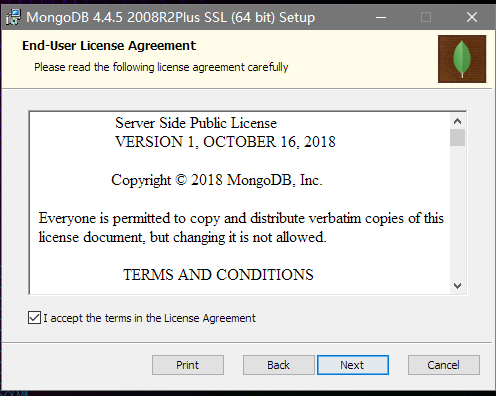 MongoDB 4.4.5 2008R2Plus SSL (64 bit) Setup
End-User License Agreement
Please read the following license agreement carefully
Server Side Public License
VERSION 1, OCTOBER 16, 2018
Copyright © 2018 MongoDB, Inc.
Everyone is permitted to copy and distribute verbatim copies of this
license document, but changing it is not allowed.
TERMS AND CONDITIONS
I accept the terms in the License Agreement
Print Back Next Cancel